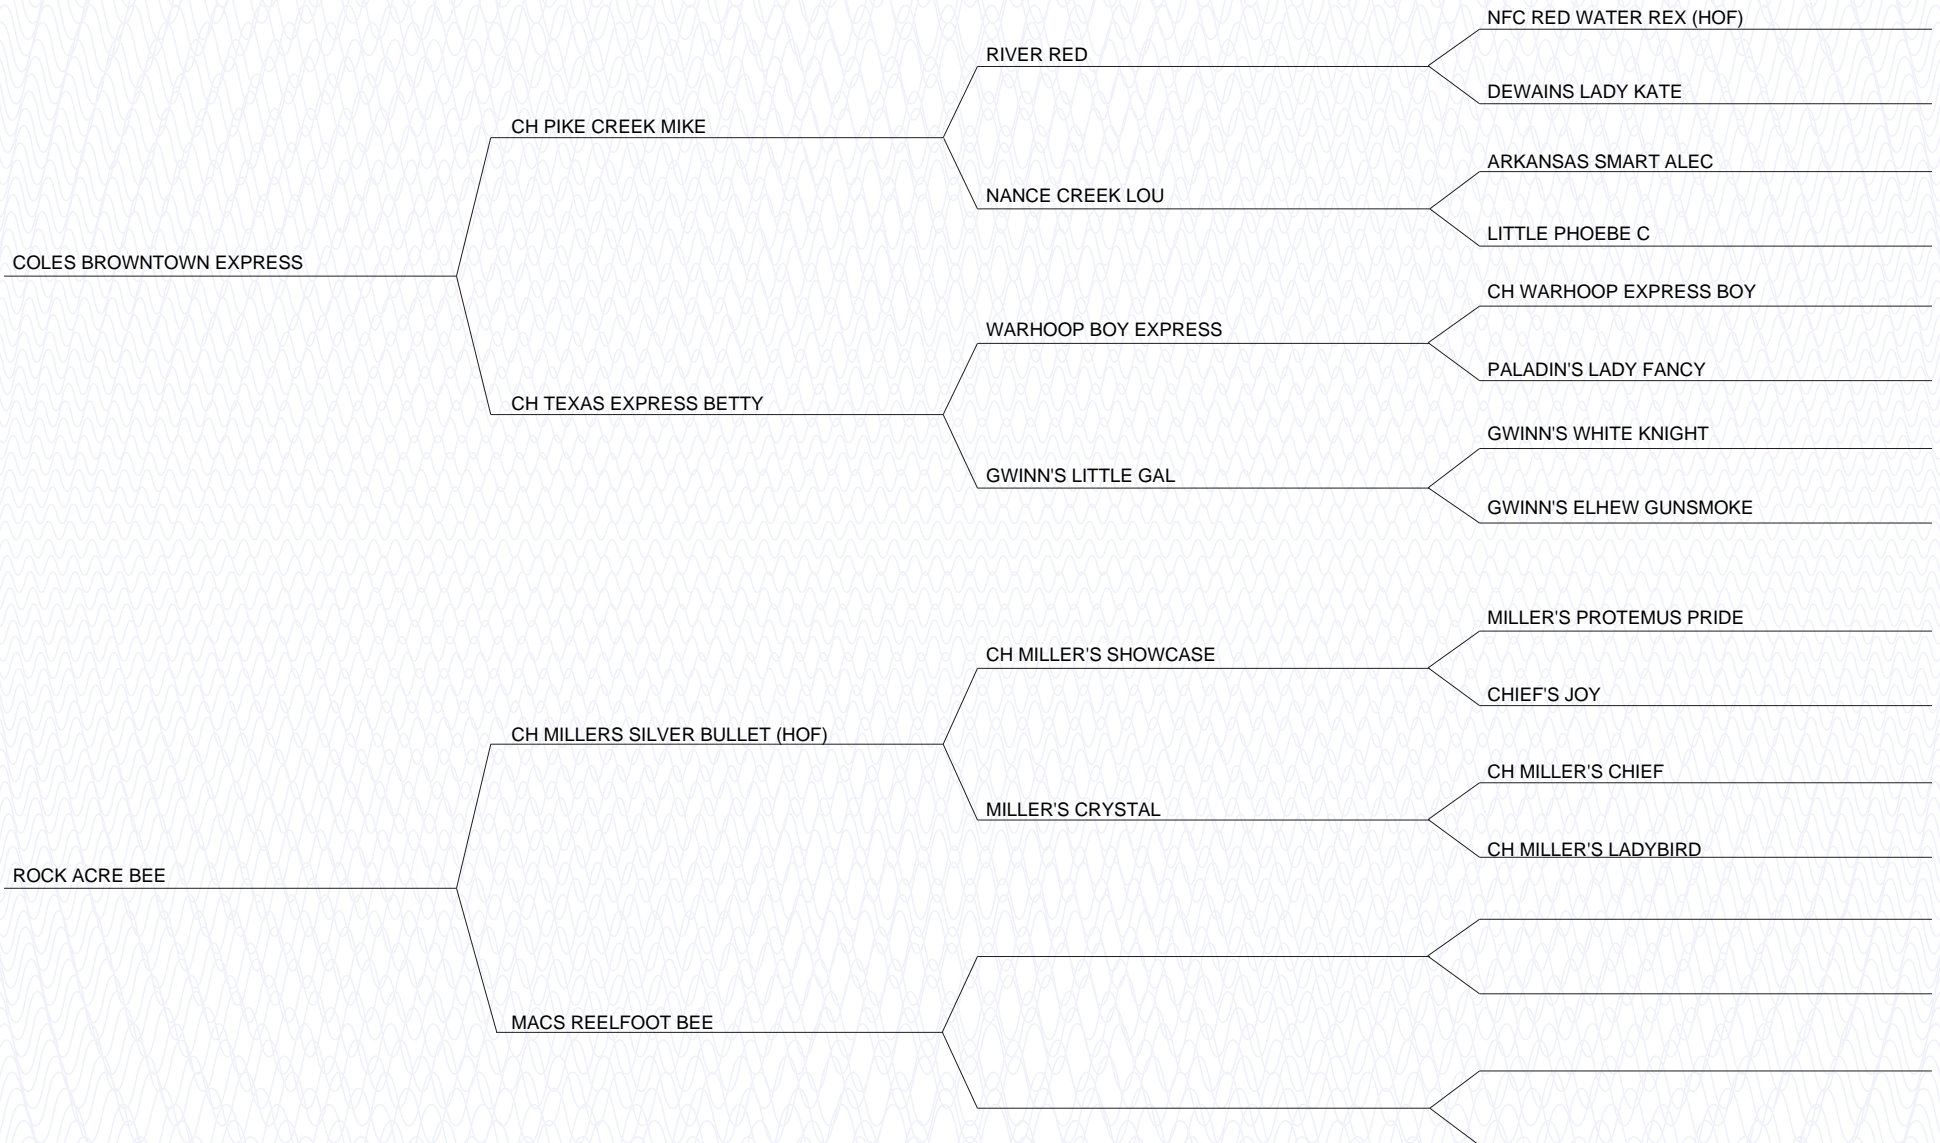 NFC RED WATER REX (HOF)
RIVER RED
DEWAINS LADY KATE
CH PIKE CREEK MIKE
ARKANSAS SMART ALEC
NANCE CREEK LOU
LITTLE PHOEBE C
COLES BROWNTOWN EXPRESS
CH WARHOOP EXPRESS BOY
WARHOOP BOY EXPRESS
PALADIN'S LADY FANCY
CH TEXAS EXPRESS BETTY
GWINN'S WHITE KNIGHT
GWINN'S LITTLE GAL
GWINN'S ELHEW GUNSMOKE
MILLER'S PROTEMUS PRIDE
CH MILLER'S SHOWCASE
CHIEF'S JOY
CH MILLERS SILVER BULLET (HOF)
CH MILLER'S CHIEF
MILLER'S CRYSTAL
CH MILLER'S LADYBIRD
ROCK ACRE BEE
MACS REELFOOT BEE